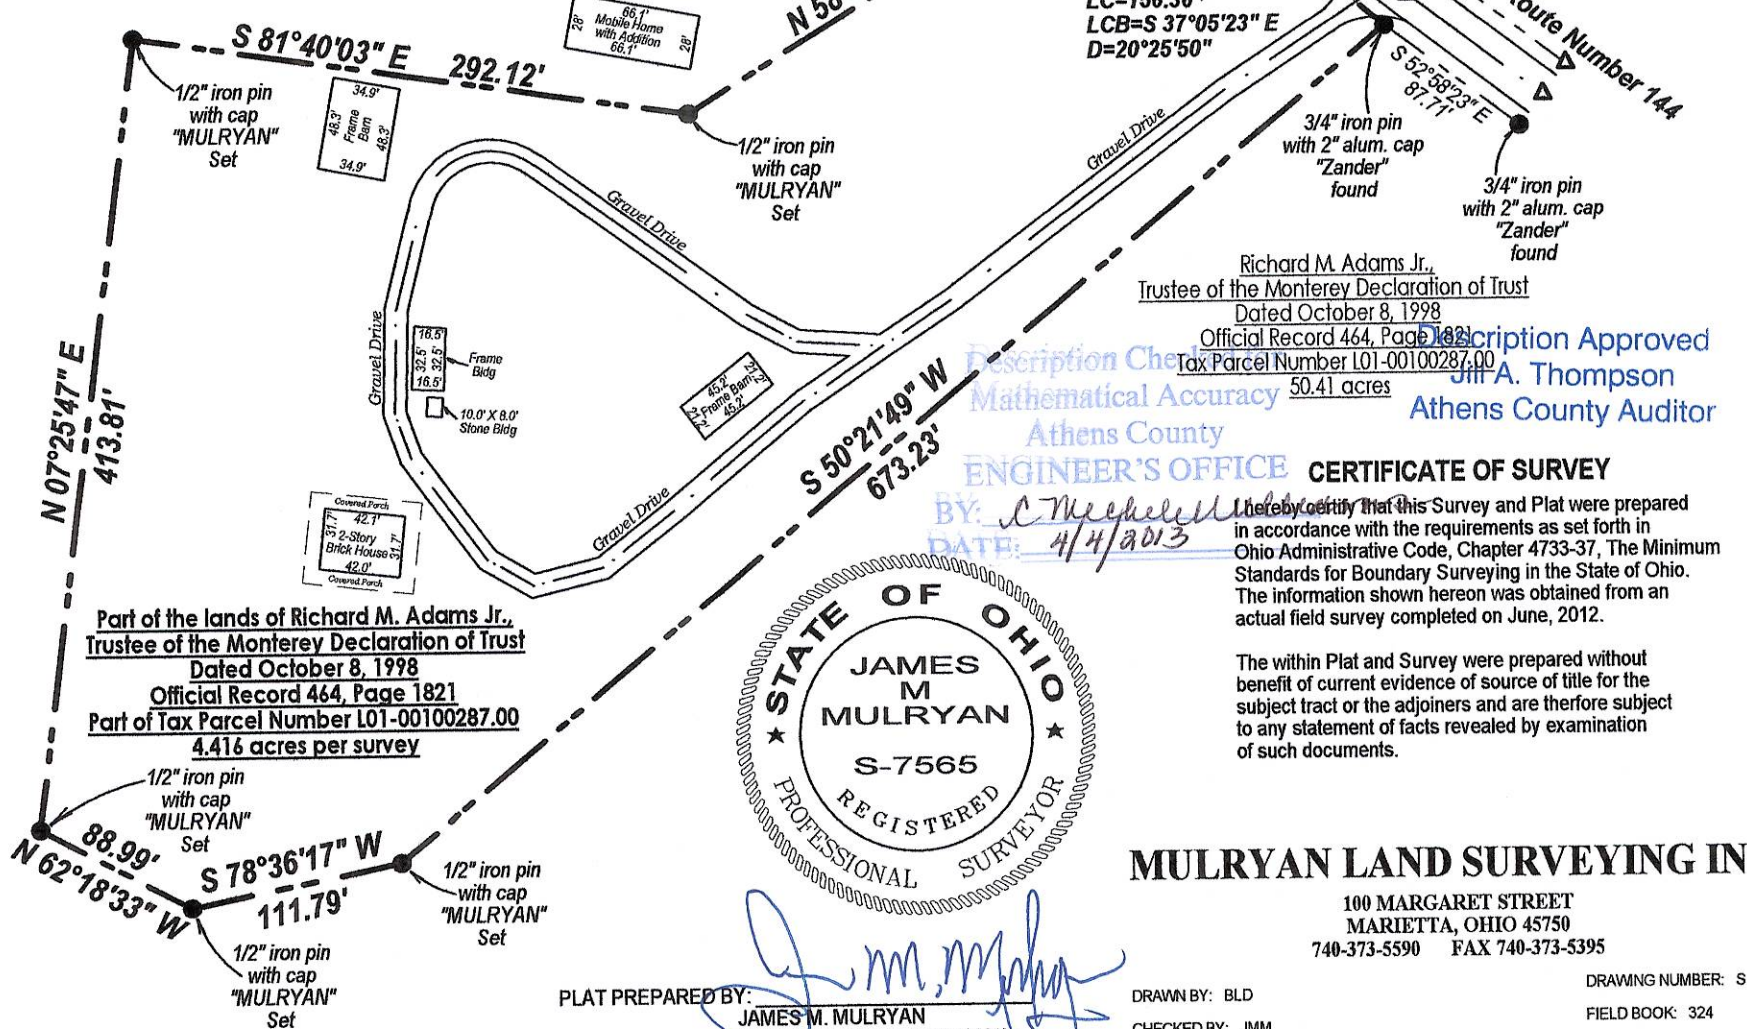 LCB=S 37°05'23" E
D=20°25'50"
N 58°
Route Number 144
66.1'
Mobile Home
with Addition
66.1'
28'
28'
S 81°40'03" E 292.12'
1/2" iron pin
with cap
"MULRYAN"
Set
34.9'
48.3'
Frame
Barn
48.3'
34.9'
1/2" iron pin
with cap
"MULRYAN"
Set
S 52°58'23" E
87.71'
3/4" iron pin
with 2" alum. cap
"Zander"
found
3/4" iron pin
with 2" alum. cap
"Zander"
found
Gravel Drive
Gravel Drive
Gravel Drive
Gravel Drive
16.5'
32.5'
32.5'
16.5'
Frame
Bldg
10.0' X 8.0'
Stone Bldg
45.2'
21.2'
Frame Barn
21.2'
45.2'
N 07°25'47" E
413.81'
S 50°21'49" W
673.23'
Richard M. Adams Jr.,
Trustee of the Monterey Declaration of Trust
Dated October 8, 1998
Official Record 464, Page 1821
Tax Parcel Number L01-00100287.00
50.41 acres
Description Approved
Jill A. Thompson
Athens County Auditor
Description Checked for
Mathematical Accuracy
Athens County
ENGINEER'S OFFICE
BY:
DATE: 4/4/2013
Covered Porch
42.1'
31.7'
2-Story
Brick House
31.7'
42.0'
Covered Porch
CERTIFICATE OF SURVEY
I hereby certify that this Survey and Plat were prepared
in accordance with the requirements as set forth in
Ohio Administrative Code, Chapter 4733-37, The Minimum
Standards for Boundary Surveying in the State of Ohio.
The information shown hereon was obtained from an
actual field survey completed on June, 2012.
The within Plat and Survey were prepared without
benefit of current evidence of source of title for the
subject tract or the adjoiners and are therfore subject
to any statement of facts revealed by examination
of such documents.
Part of the lands of Richard M. Adams Jr.,
Trustee of the Monterey Declaration of Trust
Dated October 8, 1998
Official Record 464, Page 1821
Part of Tax Parcel Number L01-00100287.00
4.416 acres per survey
STATE OF OHIO
JAMES
M
MULRYAN
S-7565
REGISTERED
PROFESSIONAL SURVEYOR
1/2" iron pin
with cap
"MULRYAN"
Set
88.99'
N 62°18'33" W
S 78°36'17" W
111.79'
1/2" iron pin
with cap
"MULRYAN"
Set
1/2" iron pin
with cap
"MULRYAN"
Set
MULRYAN LAND SURVEYING IN
100 MARGARET STREET
MARIETTA, OHIO 45750
740-373-5590 FAX 740-373-5395
PLAT PREPARED BY:
JAMES M. MULRYAN
DRAWN BY: BLD
CHECKED BY: JMM
DRAWING NUMBER: S
FIELD BOOK: 324